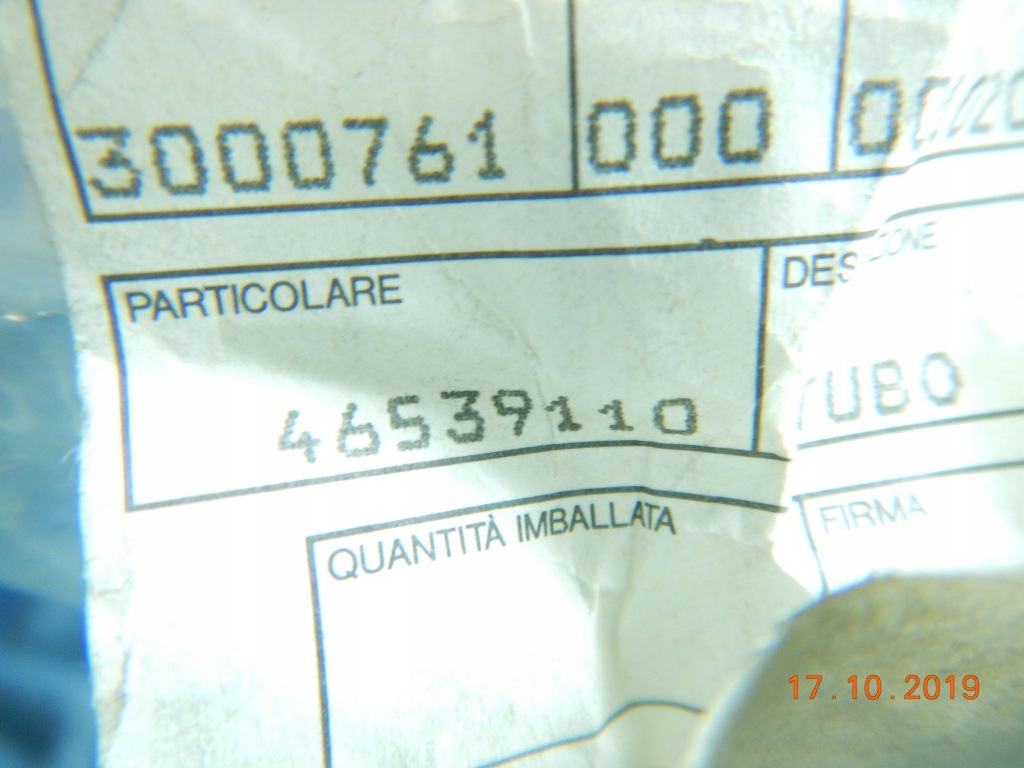 3000761 000
PARTICOLARE
46539110
TUBO
QUANTITÀ IMBALLATA
FIRMA
17.10.2019